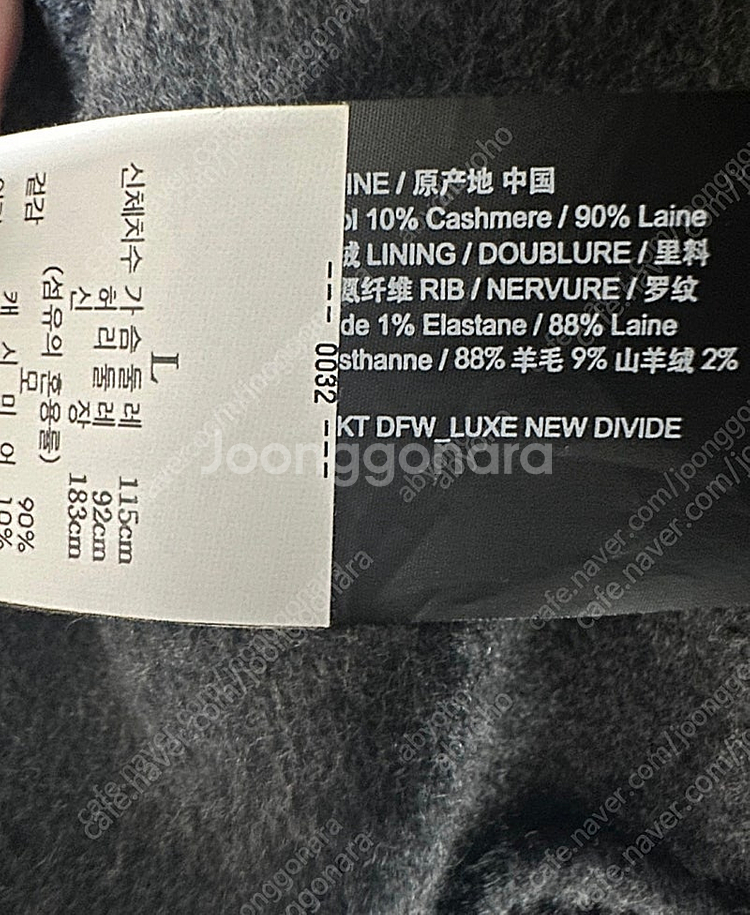 INE / 原产地 中国
10% Cashmere / 90% Laine
LINING / DOUBLURE / 里料
纤维 RIB / NERVURE / 罗纹
de 1% Elastane / 88% Laine
sthanne / 88% 羊毛 9% 山羊绒 2%
KT DFW_LUXE NEW DIVIDE
--- 0032 ---
L
신체치수 가슴둘레 115cm
허리둘레 92cm
신장 183cm
(섬유의 혼용률)
겉감 모 90%
캐시미어 10%
Joonggonara
cafe.naver.com/joonggonara